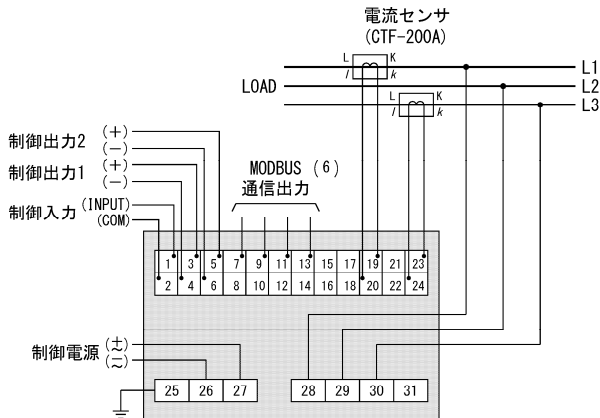 電流センサ
(CTF-200A)
L K
l k
L1
LOAD
L2
L K
l k
L3
制御出力2 (+)
(−)
制御出力1 (+)
(−)
制御入力 (INPUT)
(COM)
MODBUS (6)
通信出力
1 3 5 7 9 11 13 15 17 19 21 23
2 4 6 8 10 12 14 16 18 20 22 24
制御電源 (±)
(−)
25 26 27 28 29 30 31